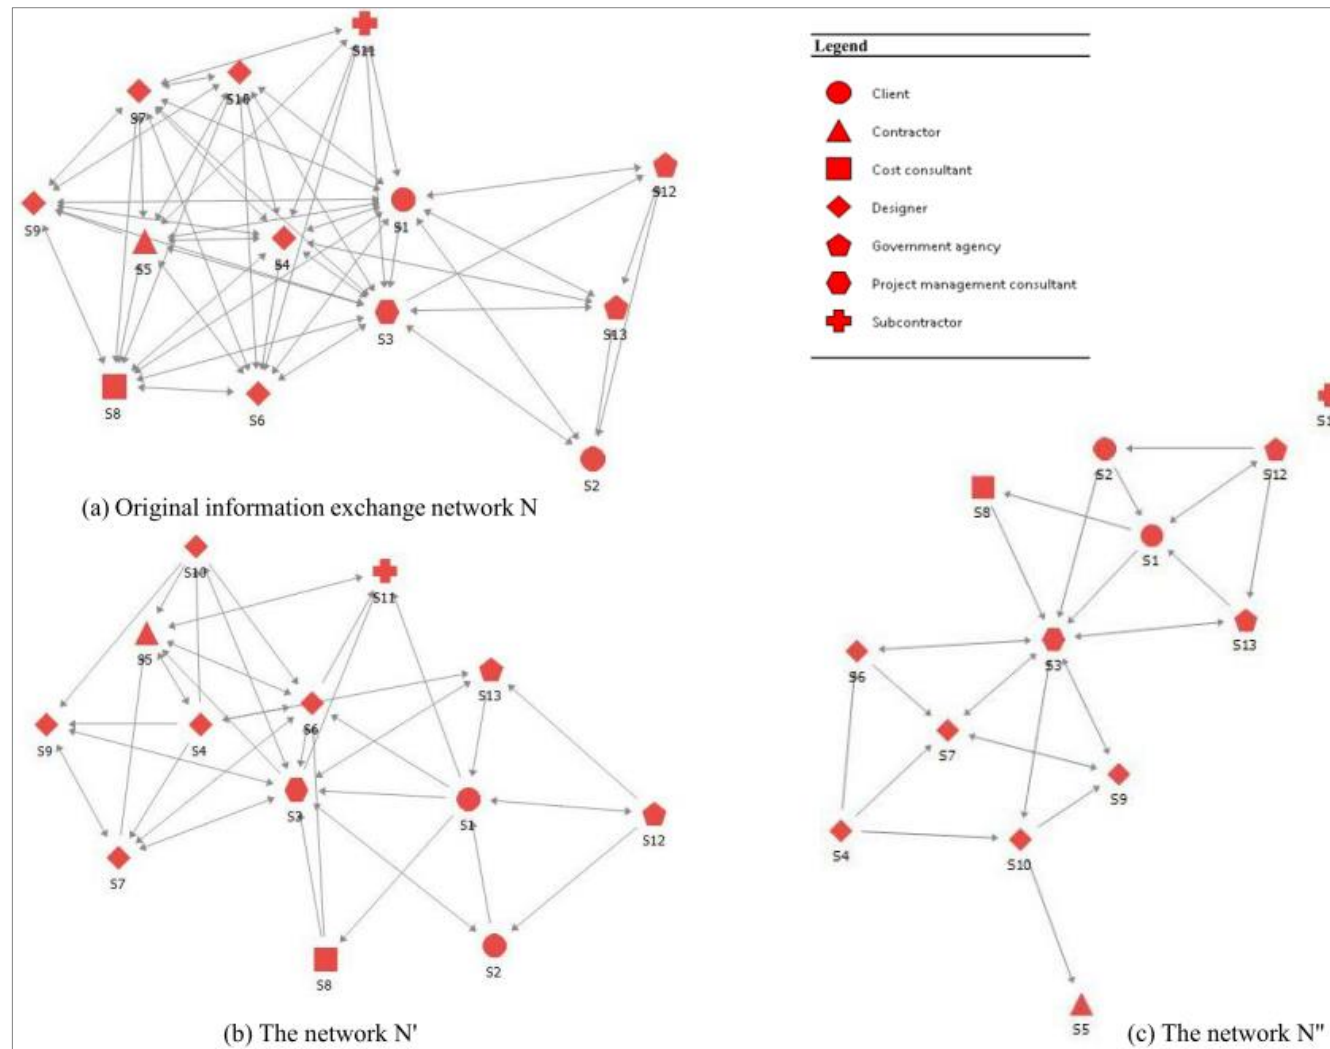 S11
S7
S10
S12
S9
S1
S5
S4
S3
S13
S8
S6
S2
(a) Original information exchange network N
Legend
Client
Contractor
Cost consultant
Designer
Government agency
Project management consultant
Subcontractor
S10
S11
S5
S13
S6
S9
S4
S3
S1
S12
S7
S8
S2
(b) The network N'
S1
S2
S12
S8
S1
S13
S6
S3
S7
S9
S4
S10
S5
(c) The network N"